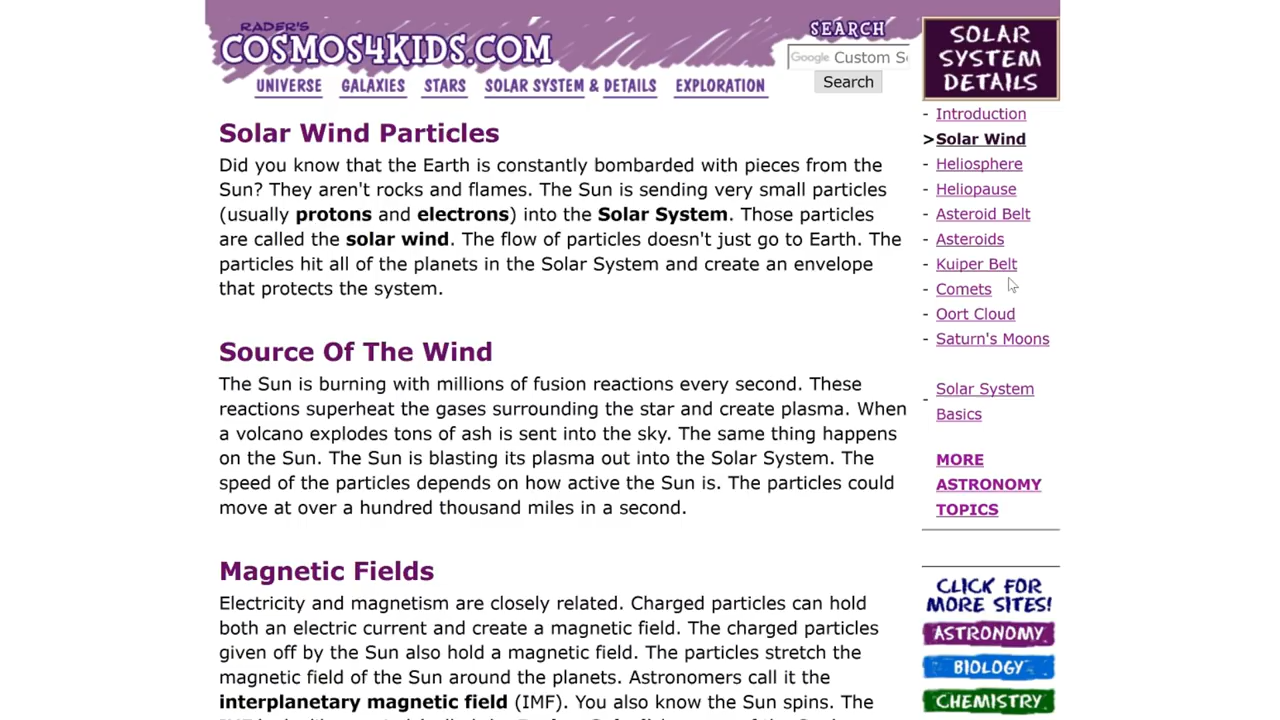 RADER'S
COSMOS4KIDS.COM
UNIVERSE GALAXIES STARS SOLAR SYSTEM & DETAILS EXPLORATION
SEARCH
Google Custom S
Search
Solar Wind Particles
Did you know that the Earth is constantly bombarded with pieces from the
Sun? They aren't rocks and flames. The Sun is sending very small particles
(usually protons and electrons) into the Solar System. Those particles
are called the solar wind. The flow of particles doesn't just go to Earth. The
particles hit all of the planets in the Solar System and create an envelope
that protects the system.
Source Of The Wind
The Sun is burning with millions of fusion reactions every second. These
reactions superheat the gases surrounding the star and create plasma. When
a volcano explodes tons of ash is sent into the sky. The same thing happens
on the Sun. The Sun is blasting its plasma out into the Solar System. The
speed of the particles depends on how active the Sun is. The particles could
move at over a hundred thousand miles in a second.
Magnetic Fields
Electricity and magnetism are closely related. Charged particles can hold
both an electric current and create a magnetic field. The charged particles
given off by the Sun also hold a magnetic field. The particles stretch the
magnetic field of the Sun around the planets. Astronomers call it the
interplanetary magnetic field (IMF). You also know the Sun spins. The
SOLAR
SYSTEM
DETAILS
- Introduction
>Solar Wind
- Heliosphere
- Heliopause
- Asteroid Belt
- Asteroids
- Kuiper Belt
- Comets
- Oort Cloud
- Saturn's Moons
- Solar System
Basics
MORE
ASTRONOMY
TOPICS
CLICK FOR
MORE SITES!
ASTRONOMY
BIOLOGY
CHEMISTRY